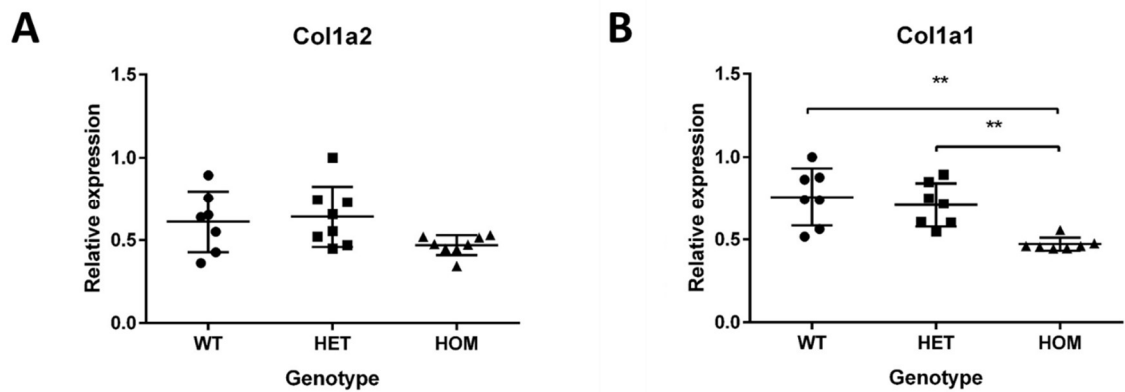 A
Col1a2
1.5
1.0
0.5
0.0
Relative expression
WT HET HOM
Genotype
B
Col1a1
1.5
1.0
0.5
0.0
Relative expression
**
**
WT HET HOM
Genotype